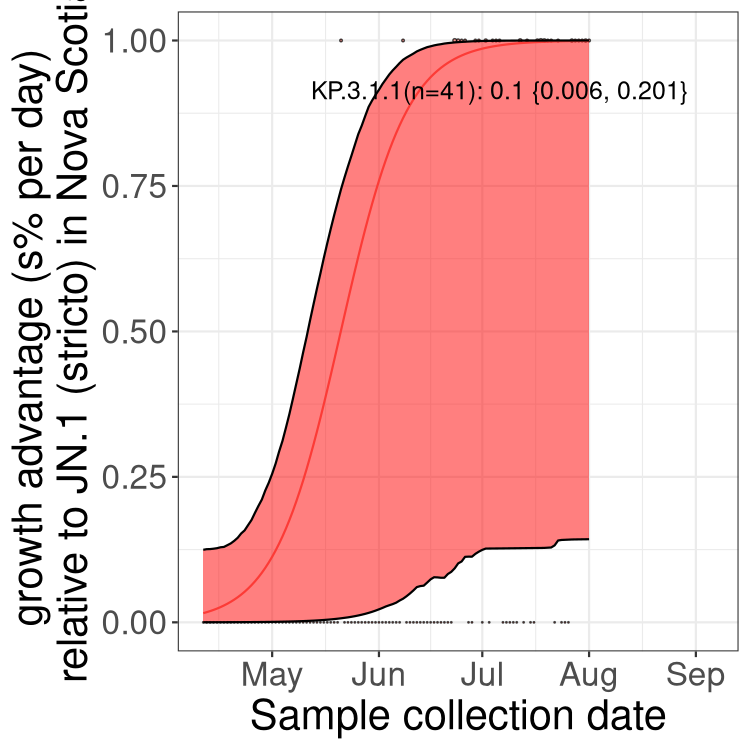 growth advantage (s% per day)
relative to JN.1 (stricto) in Nova Scotia
1.00
0.75
0.50
0.25
0.00
KP.3.1.1(n=41): 0.1 {0.006, 0.201}
May Jun Jul Aug Sep
Sample collection date